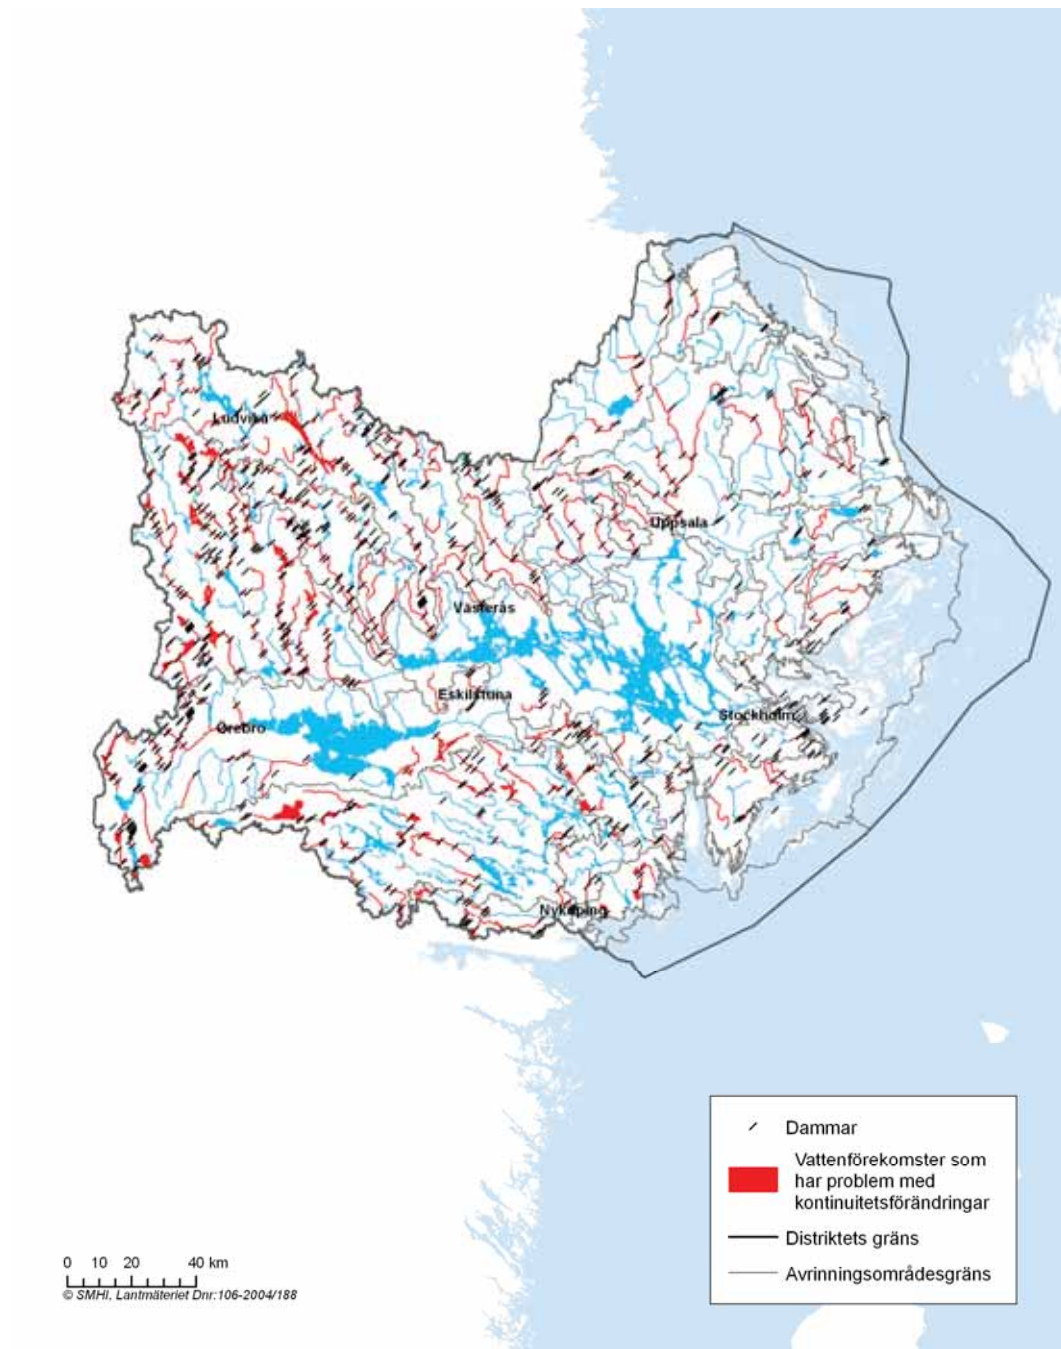 Ludvika
Uppsala
Västerås
Eskilstuna
Stockholm
Örebro
Nyköping
Dammar
Vattenförekomster som
har problem med
kontinuitetsförändringar
Distriktets gräns
Avrinningsområdesgräns
0 10 20 40 km
© SMHI, Lantmäteriet Dnr:106-2004/188